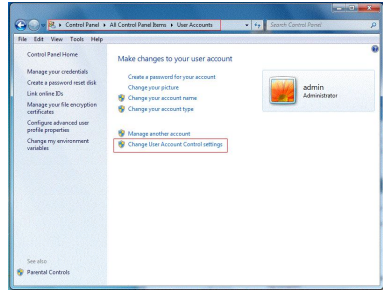 Control Panel ▸ All Control Panel Items ▸ User Accounts
Search Control Panel
File Edit View Tools Help
Control Panel Home
Manage your credentials
Create a password reset disk
Link online IDs
Manage your file encryption
certificates
Configure advanced user
profile properties
Change my environment
variables
See also
Parental Controls
Make changes to your user account
Create a password for your account
Change your picture
Change your account name
Change your account type
Manage another account
Change User Account Control settings
admin
Administrator